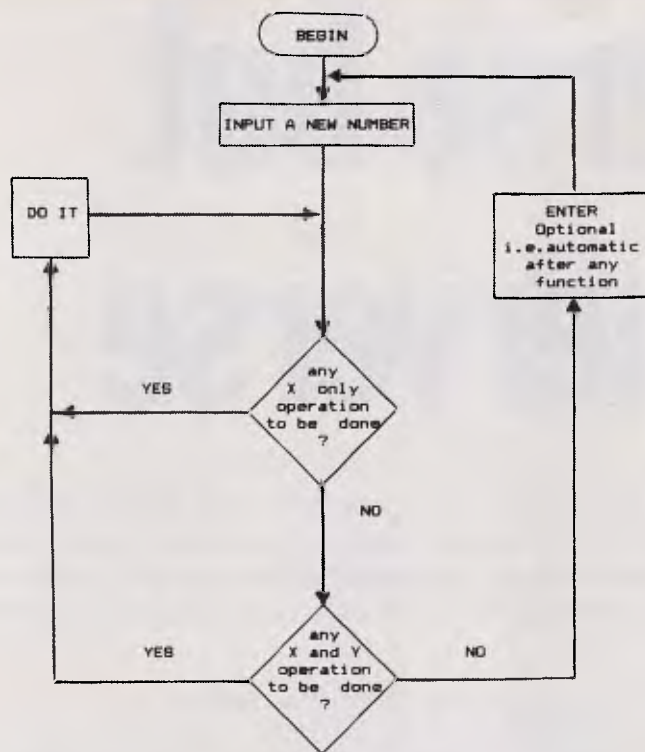 BEGIN
INPUT A NEW NUMBER
DO IT
ENTER
Optional
i.e.automatic
after any
function
any
X only
operation
to be done
?
YES
NO
any
X and Y
operation
to be done
?
YES
NO